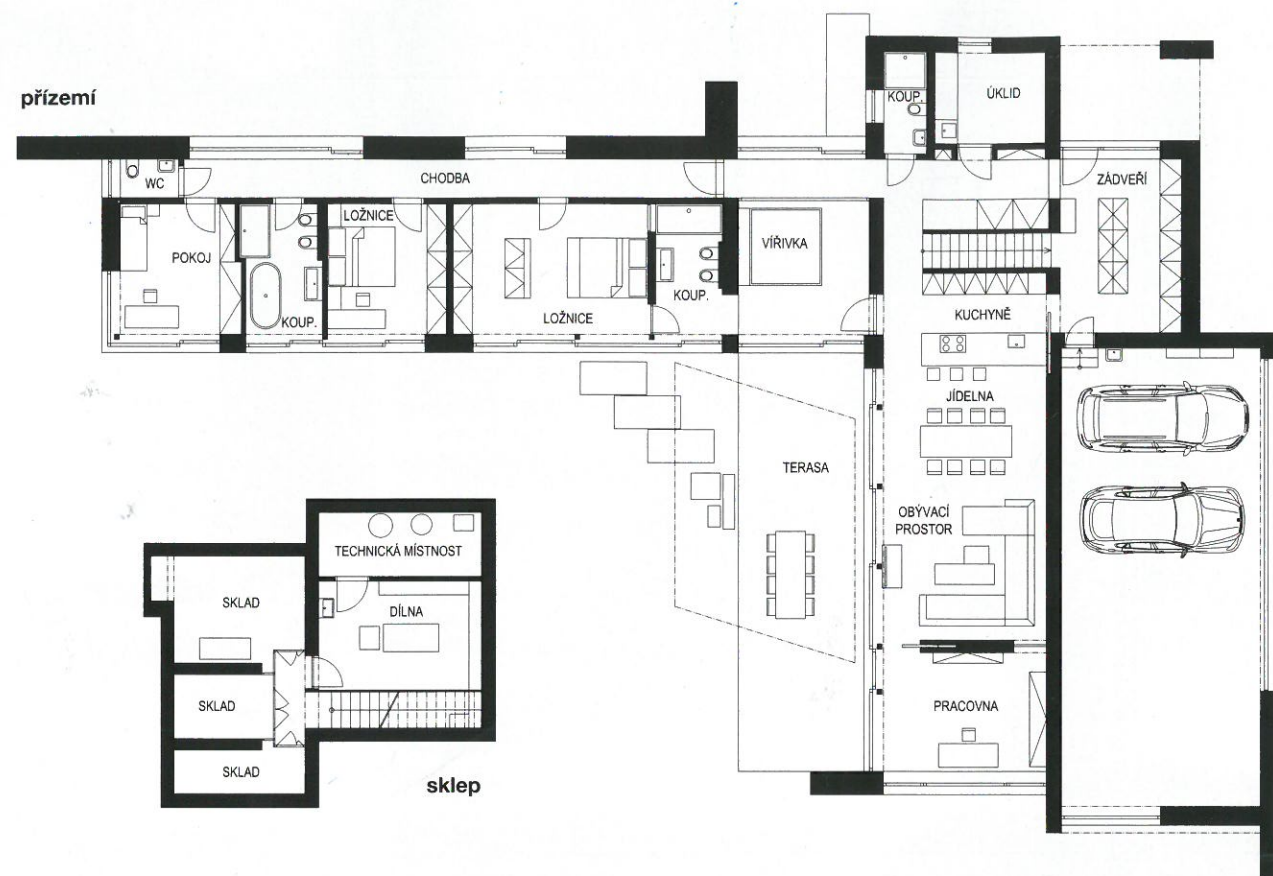 přízemí
KOUP.
ÚKLID
WC
CHODBA
ZÁDVEŘÍ
LOŽNICE
POKOJ
VÍŘIVKA
KOUP.
KOUP.
LOŽNICE
KUCHYNĚ
JÍDELNA
TERASA
OBÝVACÍ
PROSTOR
PRACOVNA
TECHNICKÁ MÍSTNOST
SKLAD
DÍLNA
SKLAD
SKLAD
sklep